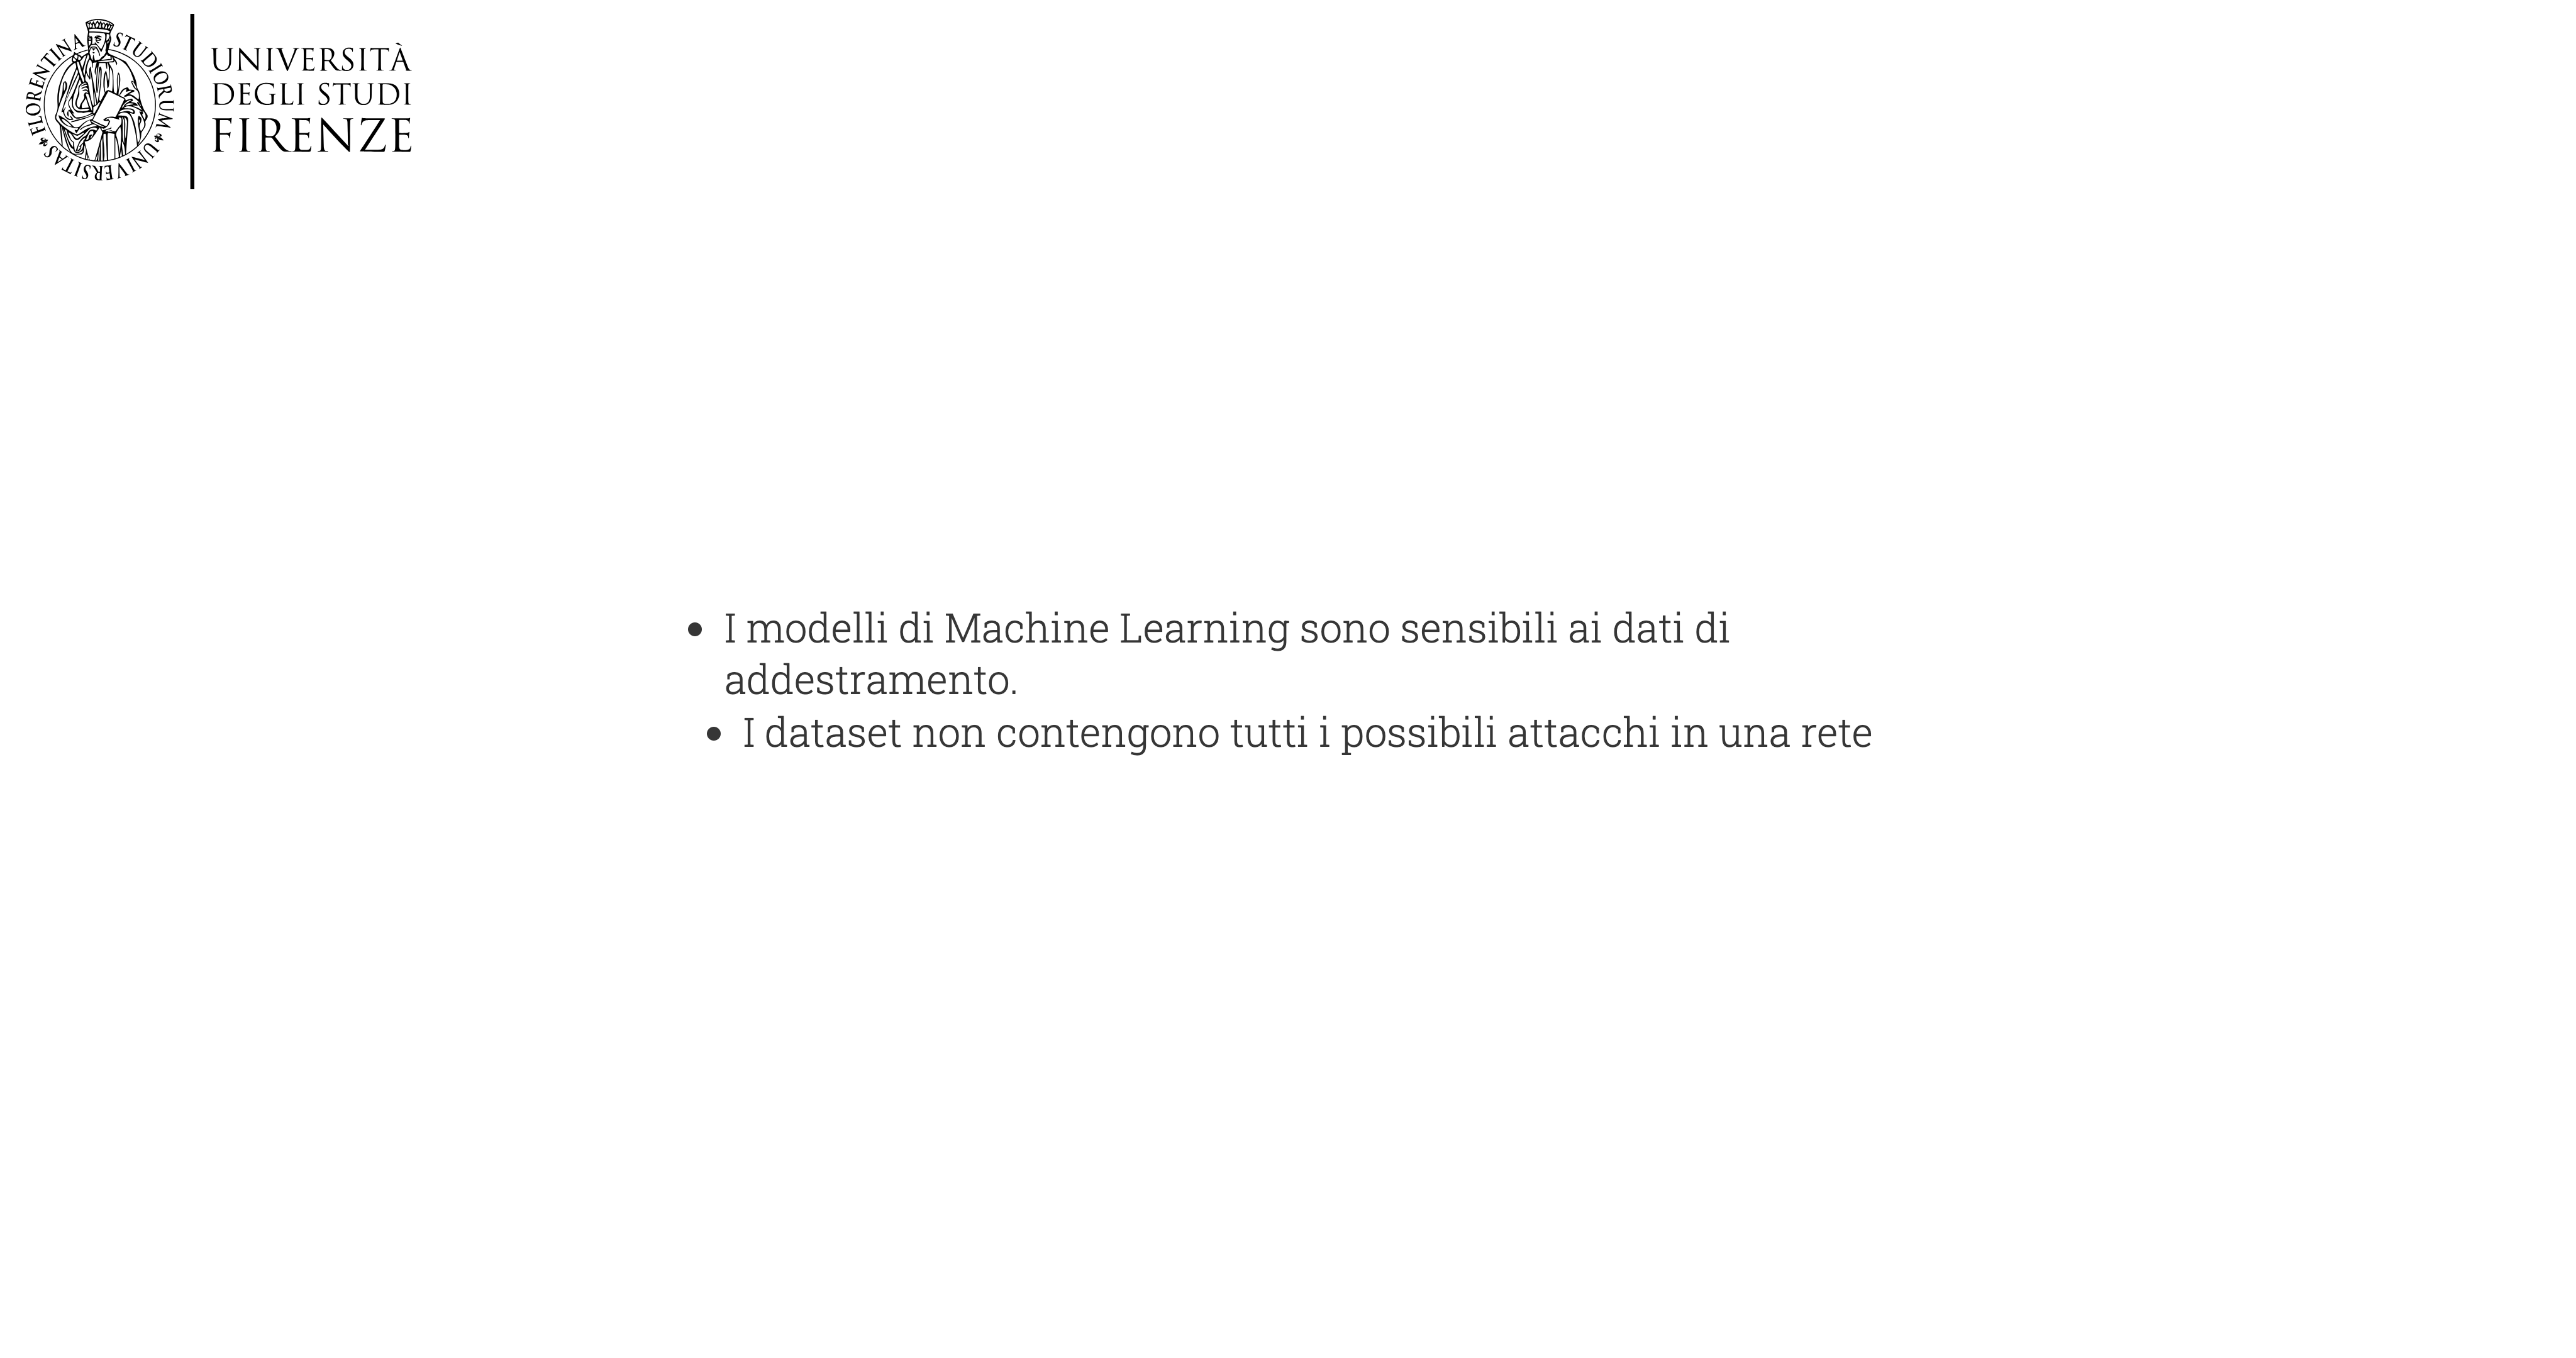 FLORENTINA STUDIORUM UNIVERSITAS
UNIVERSITÀ
DEGLI STUDI
FIRENZE
• I modelli di Machine Learning sono sensibili ai dati di
addestramento.
• I dataset non contengono tutti i possibili attacchi in una rete